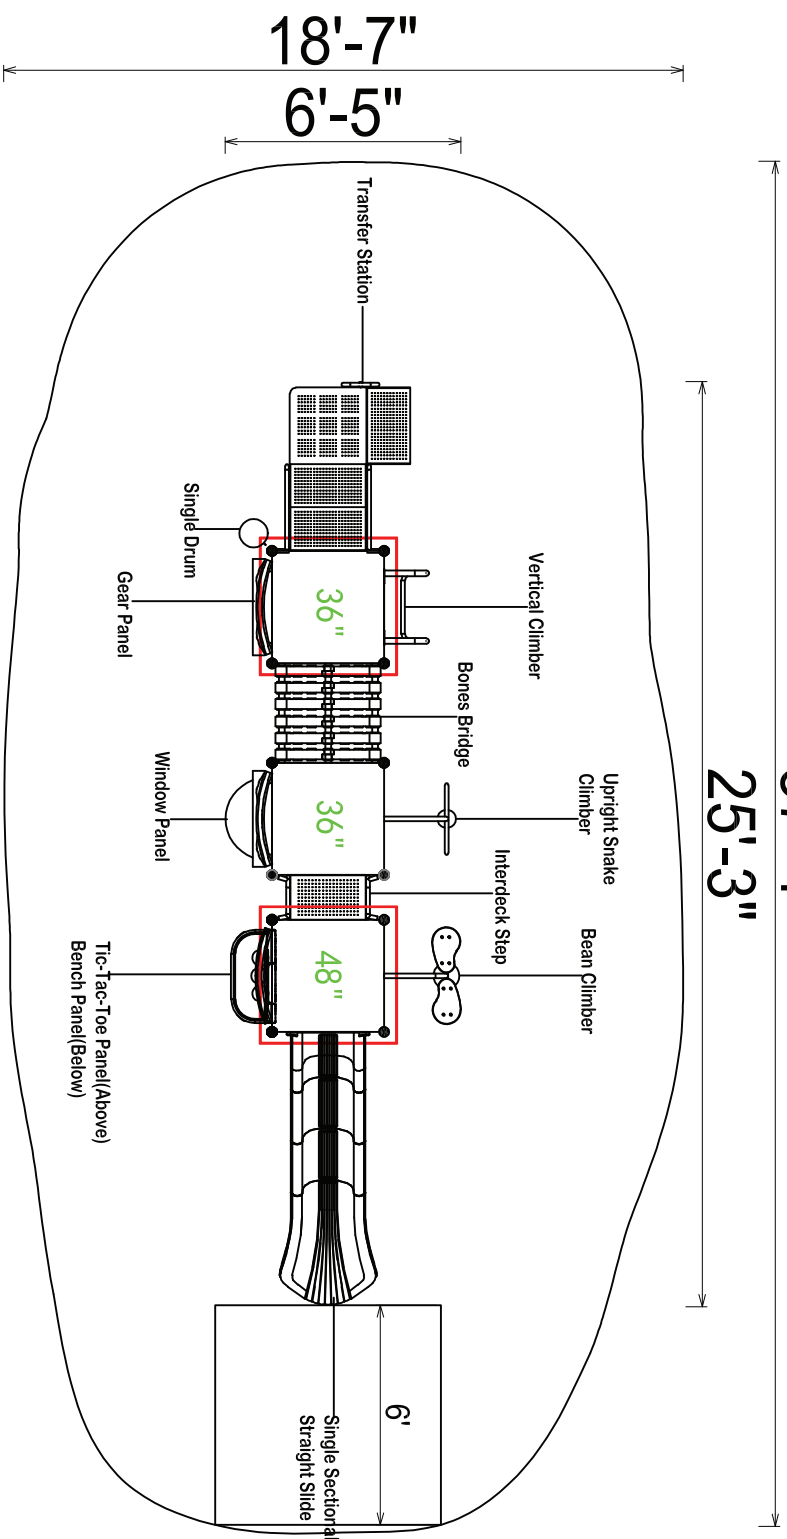 18'-7"
6'-5"
25'-3"
Transfer Station
Single Drum
Gear Panel
36"
Vertical Climber
Bones Bridge
Window Panel
36"
Upright Snake
Climber
Interdeck Step
Tic-Tac-Toe Panel(Above)
Bench Panel(Below)
48"
Bean Climber
6'
Single Sectional
Straight Slide